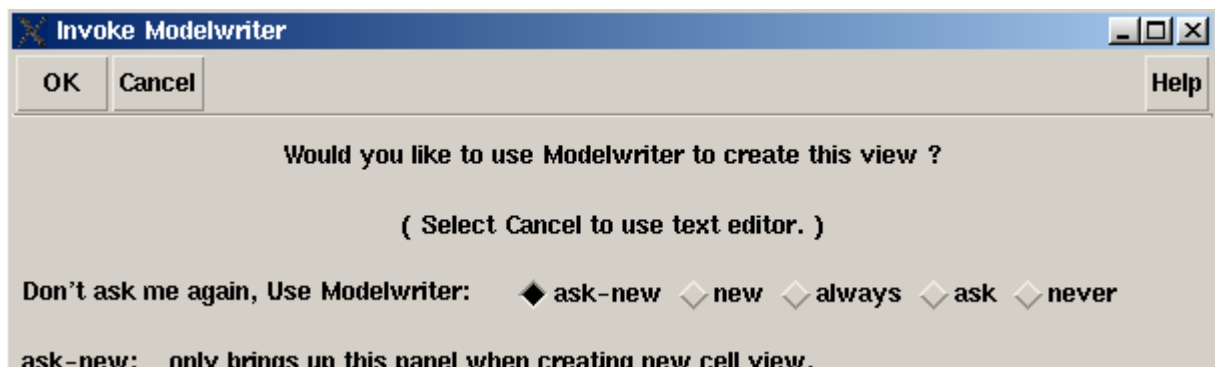 Invoke Modelwriter
OK Cancel Help
Would you like to use Modelwriter to create this view ?
( Select Cancel to use text editor. )
Don't ask me again, Use Modelwriter: ask-new new always ask never
ask-new: only brings up this panel when creating new cell view.